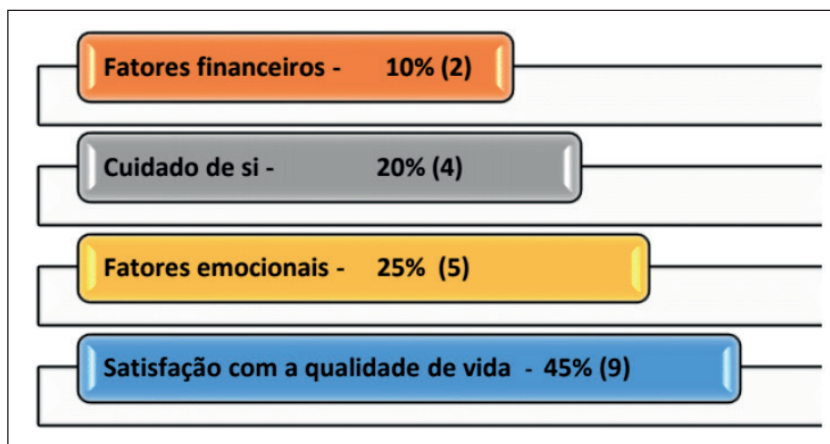 Fatores financeiros - 10% (2)
Cuidado de si - 20% (4)
Fatores emocionais - 25% (5)
Satisfação com a qualidade de vida - 45% (9)